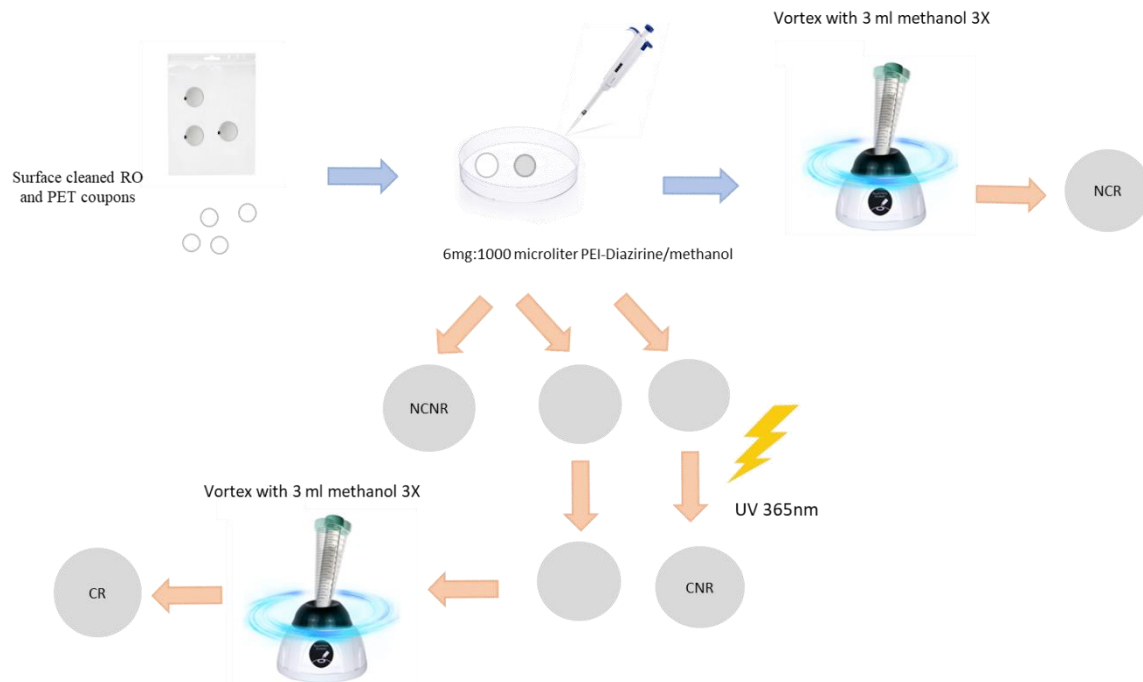 Vortex with 3 ml methanol 3X
Surface cleaned RO
and PET coupons
NCR
6mg:1000 microliter PEI-Diazirine/methanol
NCNR
Vortex with 3 ml methanol 3X
UV 365nm
CR
CNR